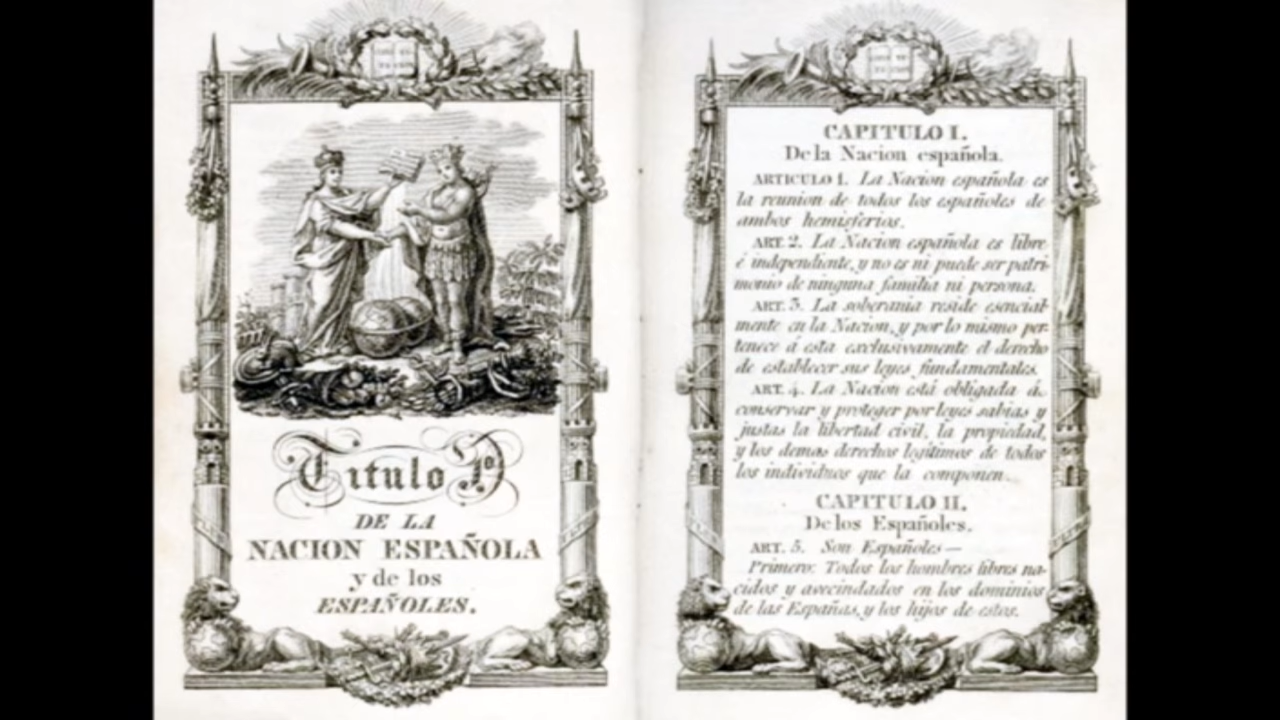 Titulo 1º
DE LA
NACION ESPAÑOLA
y de los
ESPAÑOLES.
CAPITULO I.
De la Nacion española.
ARTICULO 1. La Nacion española es
la reunion de todos los españoles de
ambos hemisferios.
ART. 2. La Nacion española es libre
é independiente, y no es ni puede ser patri-
monio de ninguna familia ni persona.
ART. 3. La soberania reside esencial-
mente en la Nacion, y por lo mismo per-
tenece á esta exclusivamente el derecho
de establecer sus leyes fundamentales.
ART. 4. La Nacion está obligada á
conservar y proteger por leyes sabias y
justas la libertad civil, la propiedad,
y los demas derechos legítimos de todos
los individuos que la componen.
CAPITULO II.
De los Españoles.
ART. 5. Son Españoles —
Primero: Todos los hombres libres na-
cidos y avecindados en los dominios
de las Españas, y los hijos de estos.